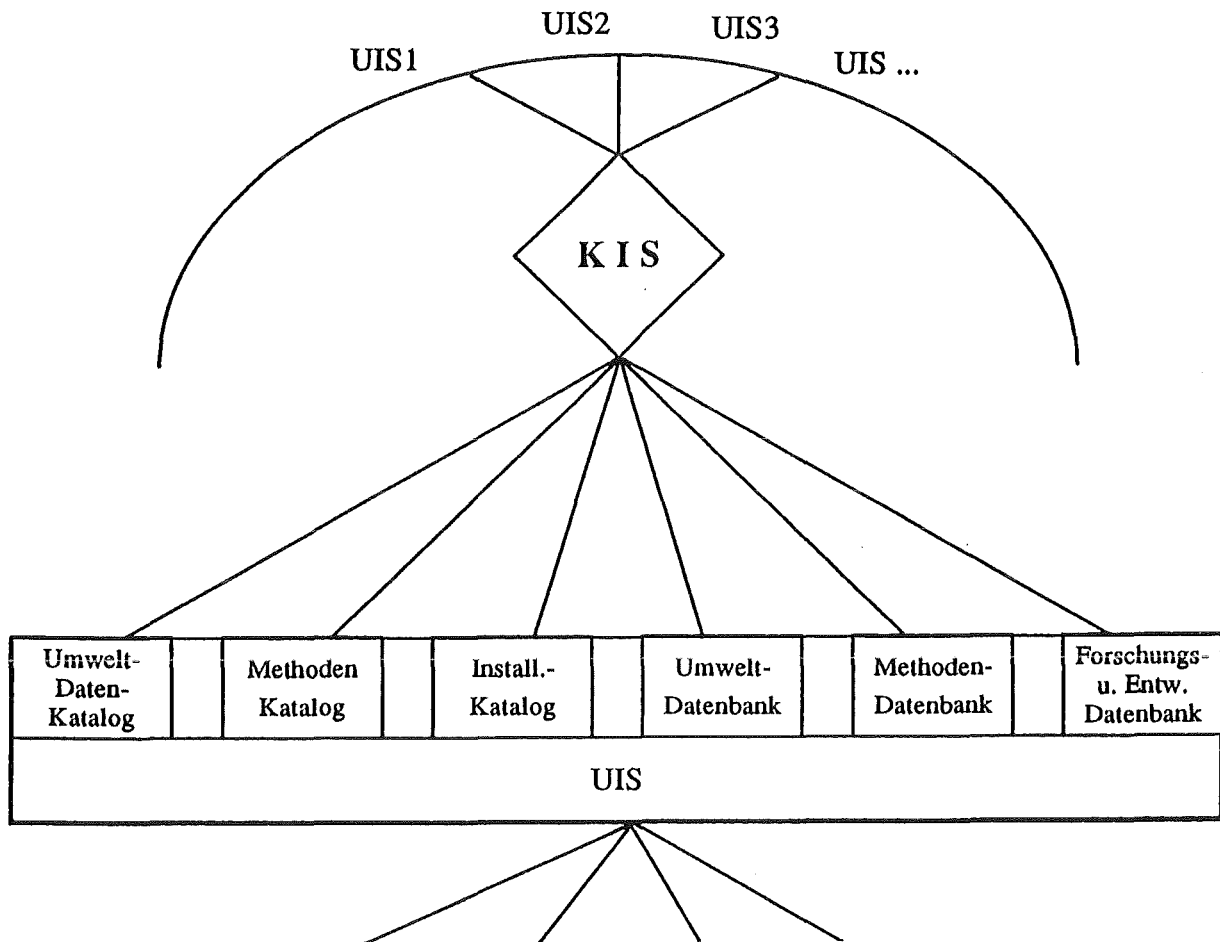 UIS1
UIS2
UIS3
UIS ...
K I S
Umwelt-
Daten-
Katalog
Methoden
Katalog
Install.-
Katalog
Umwelt-
Datenbank
Methoden-
Datenbank
Forschungs-
u. Entw.
Datenbank
UIS